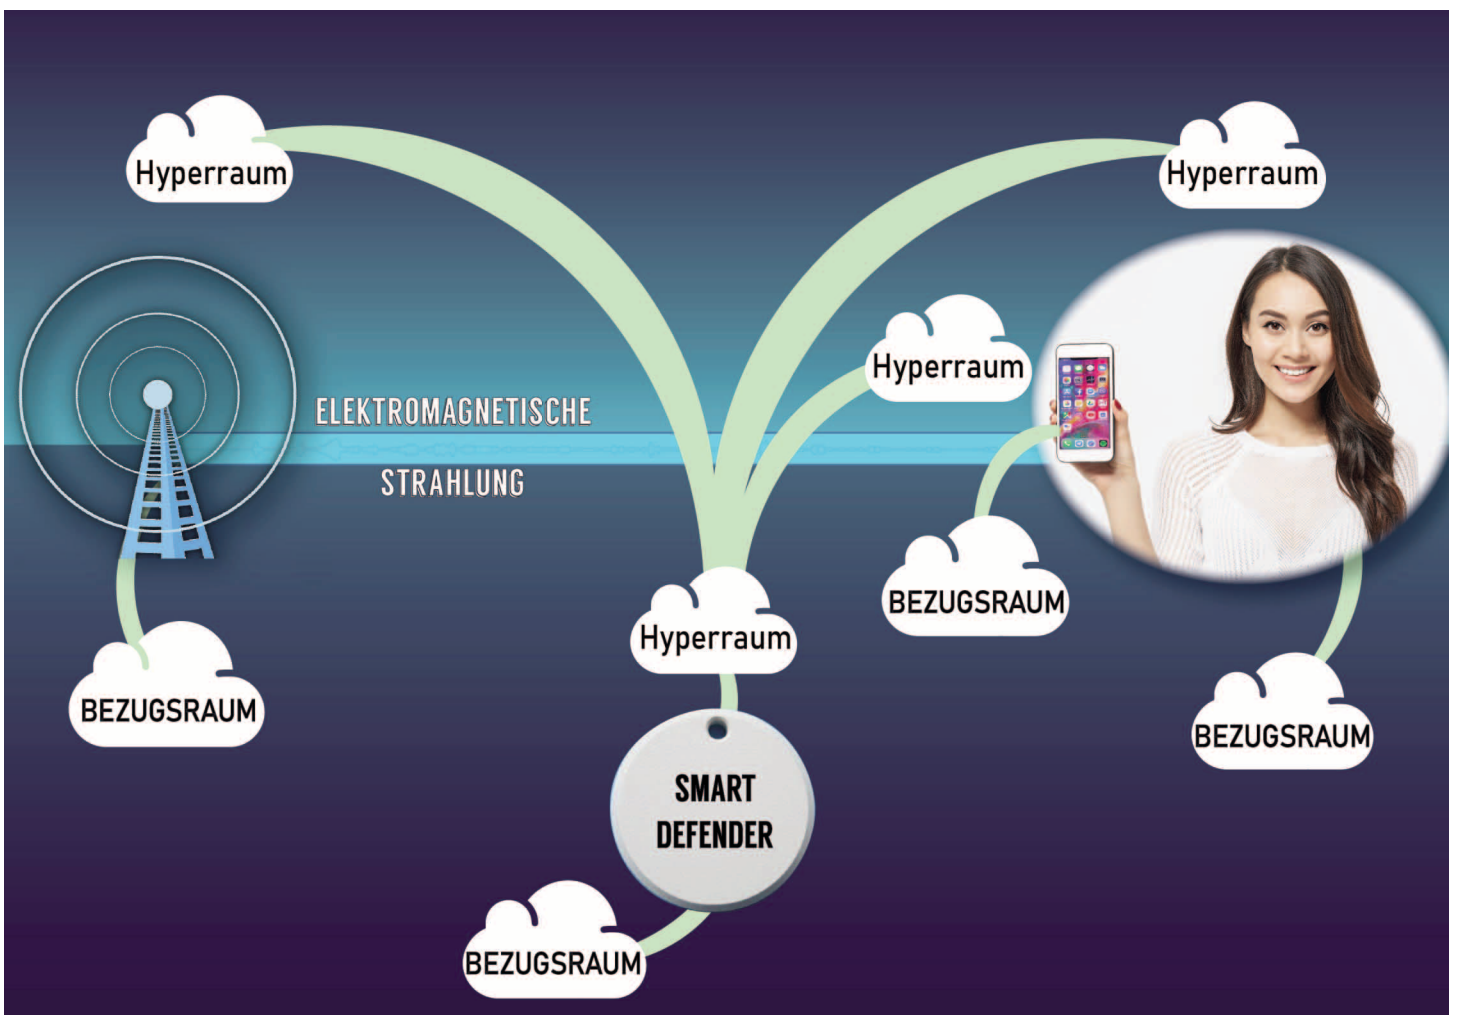 Hyperraum
Hyperraum
Hyperraum
ELEKTROMAGNETISCHE
STRAHLUNG
BEZUGSRAUM
Hyperraum
BEZUGSRAUM
BEZUGSRAUM
SMART
DEFENDER
BEZUGSRAUM